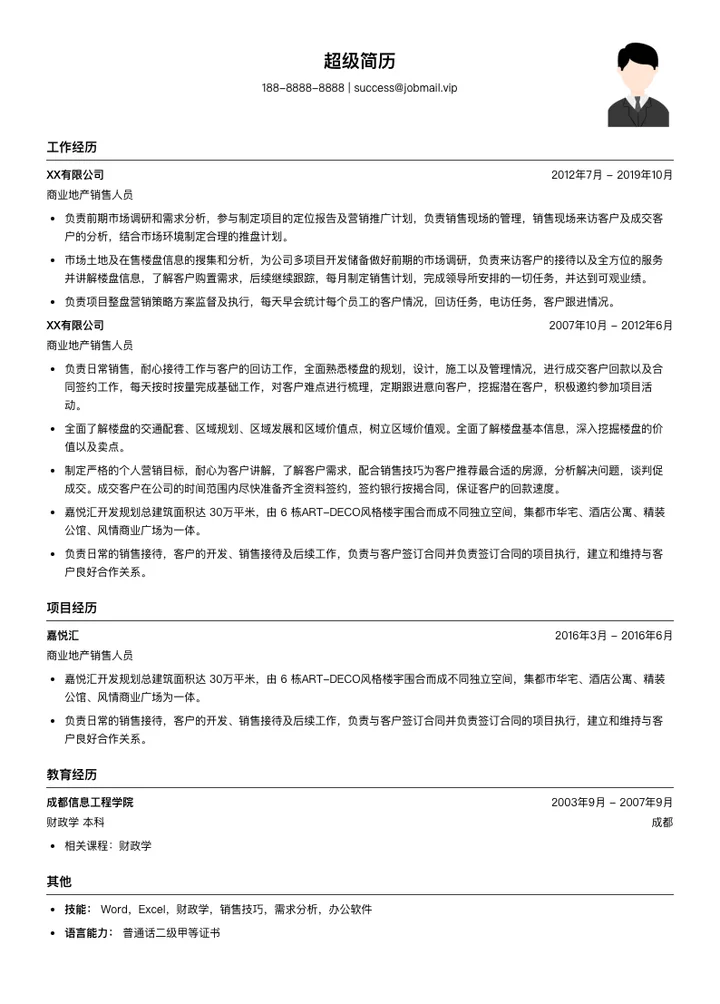 超级简历
188-8888-8888 | success@jobmail.vip
工作经历
XX有限公司 2012年7月 – 2019年10月
商业地产销售人员
• 负责前期市场调研和需求分析，参与制定项目的定位报告及营销推广计划，负责销售现场的管理，销售现场来访客户及成交客
户的分析，结合市场环境制定合理的推盘计划。
• 市场土地及在售楼盘信息的搜集和分析，为公司多项目开发储备做好前期的市场调研，负责来访客户的接待以及全方位的服务
并讲解楼盘信息，了解客户购置需求，后续继续跟踪，每月制定销售计划，完成领导所安排的一切任务，并达到可观业绩。
• 负责项目整盘营销策略方案监督及执行，每天早会统计每个员工的客户情况，回访任务，电访任务，客户跟进情况。
XX有限公司 2007年10月 – 2012年6月
商业地产销售人员
• 负责日常销售，耐心接待工作与客户的回访工作，全面熟悉楼盘的规划，设计，施工以及管理情况，进行成交客户回款以及合
同签约工作，每天按时按量完成基础工作，对客户难点进行梳理，定期跟进意向客户，挖掘潜在客户，积极邀约参加项目活
动。
• 全面了解楼盘的交通配套、区域规划、区域发展和区域价值点，树立区域价值观。全面了解楼盘基本信息，深入挖掘楼盘的价
值以及卖点。
• 制定严格的个人营销目标，耐心为客户讲解，了解客户需求，配合销售技巧为客户推荐最合适的房源，分析解决问题，谈判促
成交。成交客户在公司的时间范围内尽快准备齐全资料签约，签约银行按揭合同，保证客户的回款速度。
• 嘉悦汇开发规划总建筑面积达 30万平米，由 6 栋ART-DECO风格楼宇围合而成不同独立空间，集都市华宅、酒店公寓、精装
公馆、风情商业广场为一体。
• 负责日常的销售接待，客户的开发、销售接待及后续工作，负责与客户签订合同并负责签订合同的项目执行，建立和维持与客
户良好合作关系。
项目经历
嘉悦汇 2016年3月 – 2016年6月
商业地产销售人员
• 嘉悦汇开发规划总建筑面积达 30万平米，由 6 栋ART-DECO风格楼宇围合而成不同独立空间，集都市华宅、酒店公寓、精装
公馆、风情商业广场为一体。
• 负责日常的销售接待，客户的开发、销售接待及后续工作，负责与客户签订合同并负责签订合同的项目执行，建立和维持与客
户良好合作关系。
教育经历
成都信息工程学院 2003年9月 – 2007年9月
财政学 本科 成都
• 相关课程：财政学
其他
• 技能： Word，Excel，财政学，销售技巧，需求分析，办公软件
• 语言能力： 普通话二级甲等证书